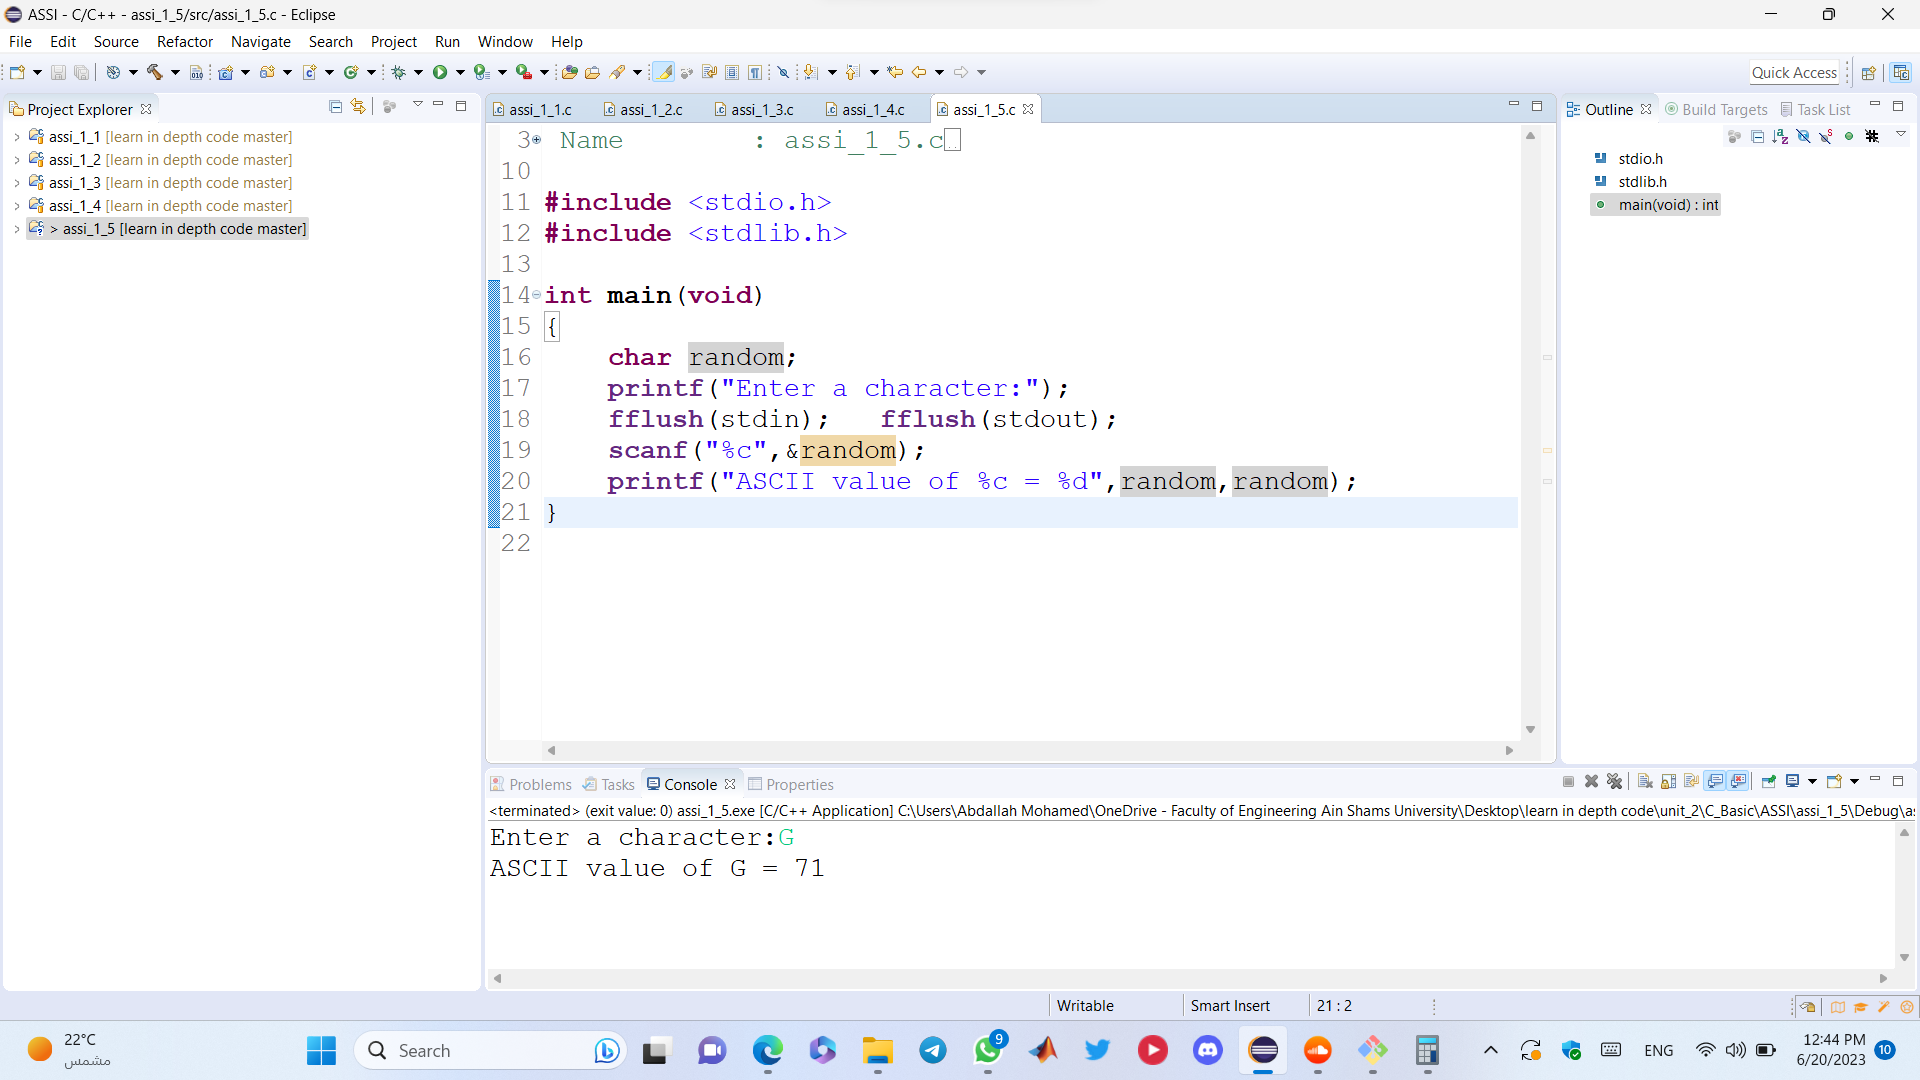 ASSI - C/C++ - assi_1_5/src/assi_1_5.c - Eclipse
File Edit Source Refactor Navigate Search Project Run Window Help
Quick Access
Project Explorer
assi_1_1 [learn in depth code master]
assi_1_2 [learn in depth code master]
assi_1_3 [learn in depth code master]
assi_1_4 [learn in depth code master]
> assi_1_5 [learn in depth code master]
assi_1_1.c assi_1_2.c assi_1_3.c assi_1_4.c assi_1_5.c
3 Name : assi_1_5.c
10
11 #include <stdio.h>
12 #include <stdlib.h>
13
14 int main(void)
15 {
16 char random;
17 printf("Enter a character:");
18 fflush(stdin); fflush(stdout);
19 scanf("%c",&random);
20 printf("ASCII value of %c = %d",random,random);
21 }
22
Outline Build Targets Task List
stdio.h
stdlib.h
main(void) : int
Problems Tasks Console Properties
<terminated> (exit value: 0) assi_1_5.exe [C/C++ Application] C:\Users\Abdallah Mohamed\OneDrive - Faculty of Engineering Ain Shams University\Desktop\learn in depth code\unit_2\C_Basic\ASSI\assi_1_5\Debug\as
Enter a character:G
ASCII value of G = 71
Writable Smart Insert 21 : 2
22°C
مشمس
Search
9
ENG
12:44 PM
6/20/2023
10